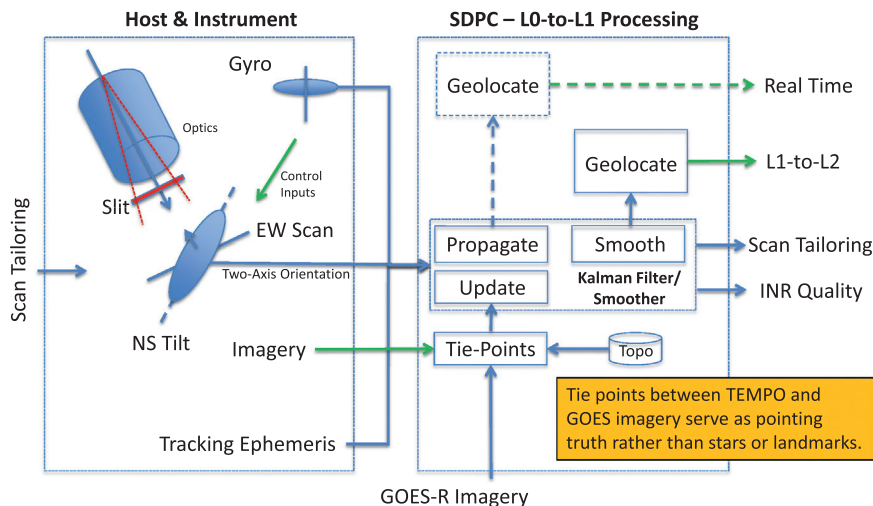 Host & Instrument
SDPC – L0-to-L1 Processing
Gyro
Optics
Control
Inputs
Slit
EW Scan
Two-Axis Orientation
NS Tilt
Scan Tailoring
Imagery
Tracking Ephemeris
Geolocate
Real Time
Geolocate
L1-to-L2
Propagate
Smooth
Scan Tailoring
Update
Kalman Filter/
Smoother
INR Quality
Tie-Points
Topo
Tie points between TEMPO and
GOES imagery serve as pointing
truth rather than stars or landmarks.
GOES-R Imagery